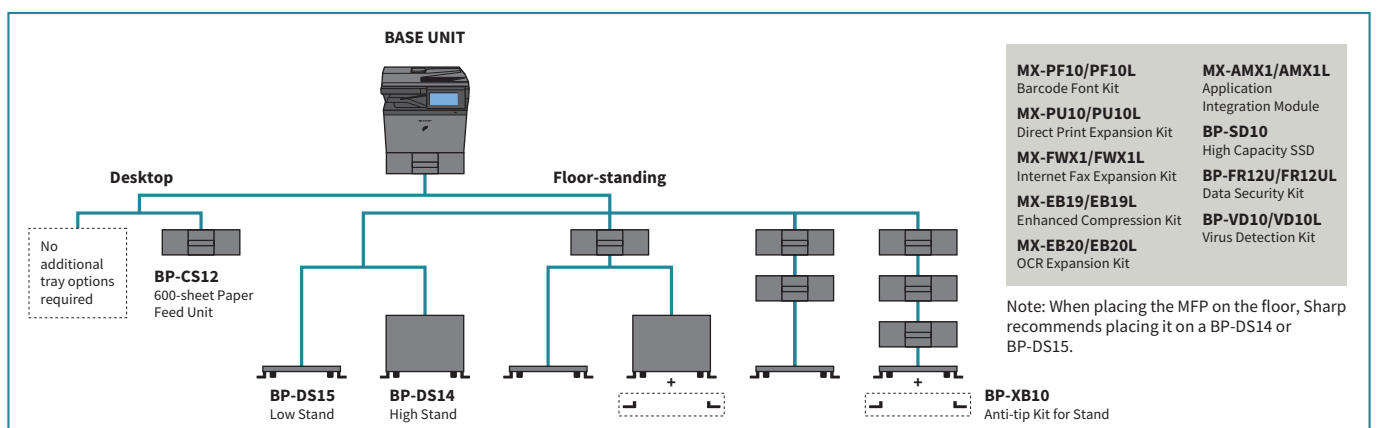 BASE UNIT
Desktop
Floor-standing
No
additional
tray options
required
BP-CS12
600-sheet Paper
Feed Unit
BP-DS15
Low Stand
BP-DS14
High Stand
+
+
BP-XB10
Anti-tip Kit for Stand
MX-PF10/PF10L
Barcode Font Kit
MX-PU10/PU10L
Direct Print Expansion Kit
MX-FWX1/FWX1L
Internet Fax Expansion Kit
MX-EB19/EB19L
Enhanced Compression Kit
MX-EB20/EB20L
OCR Expansion Kit
MX-AMX1/AMX1L
Application
Integration Module
BP-SD10
High Capacity SSD
BP-FR12U/FR12UL
Data Security Kit
BP-VD10/VD10L
Virus Detection Kit
Note: When placing the MFP on the floor, Sharp
recommends placing it on a BP-DS14 or
BP-DS15.